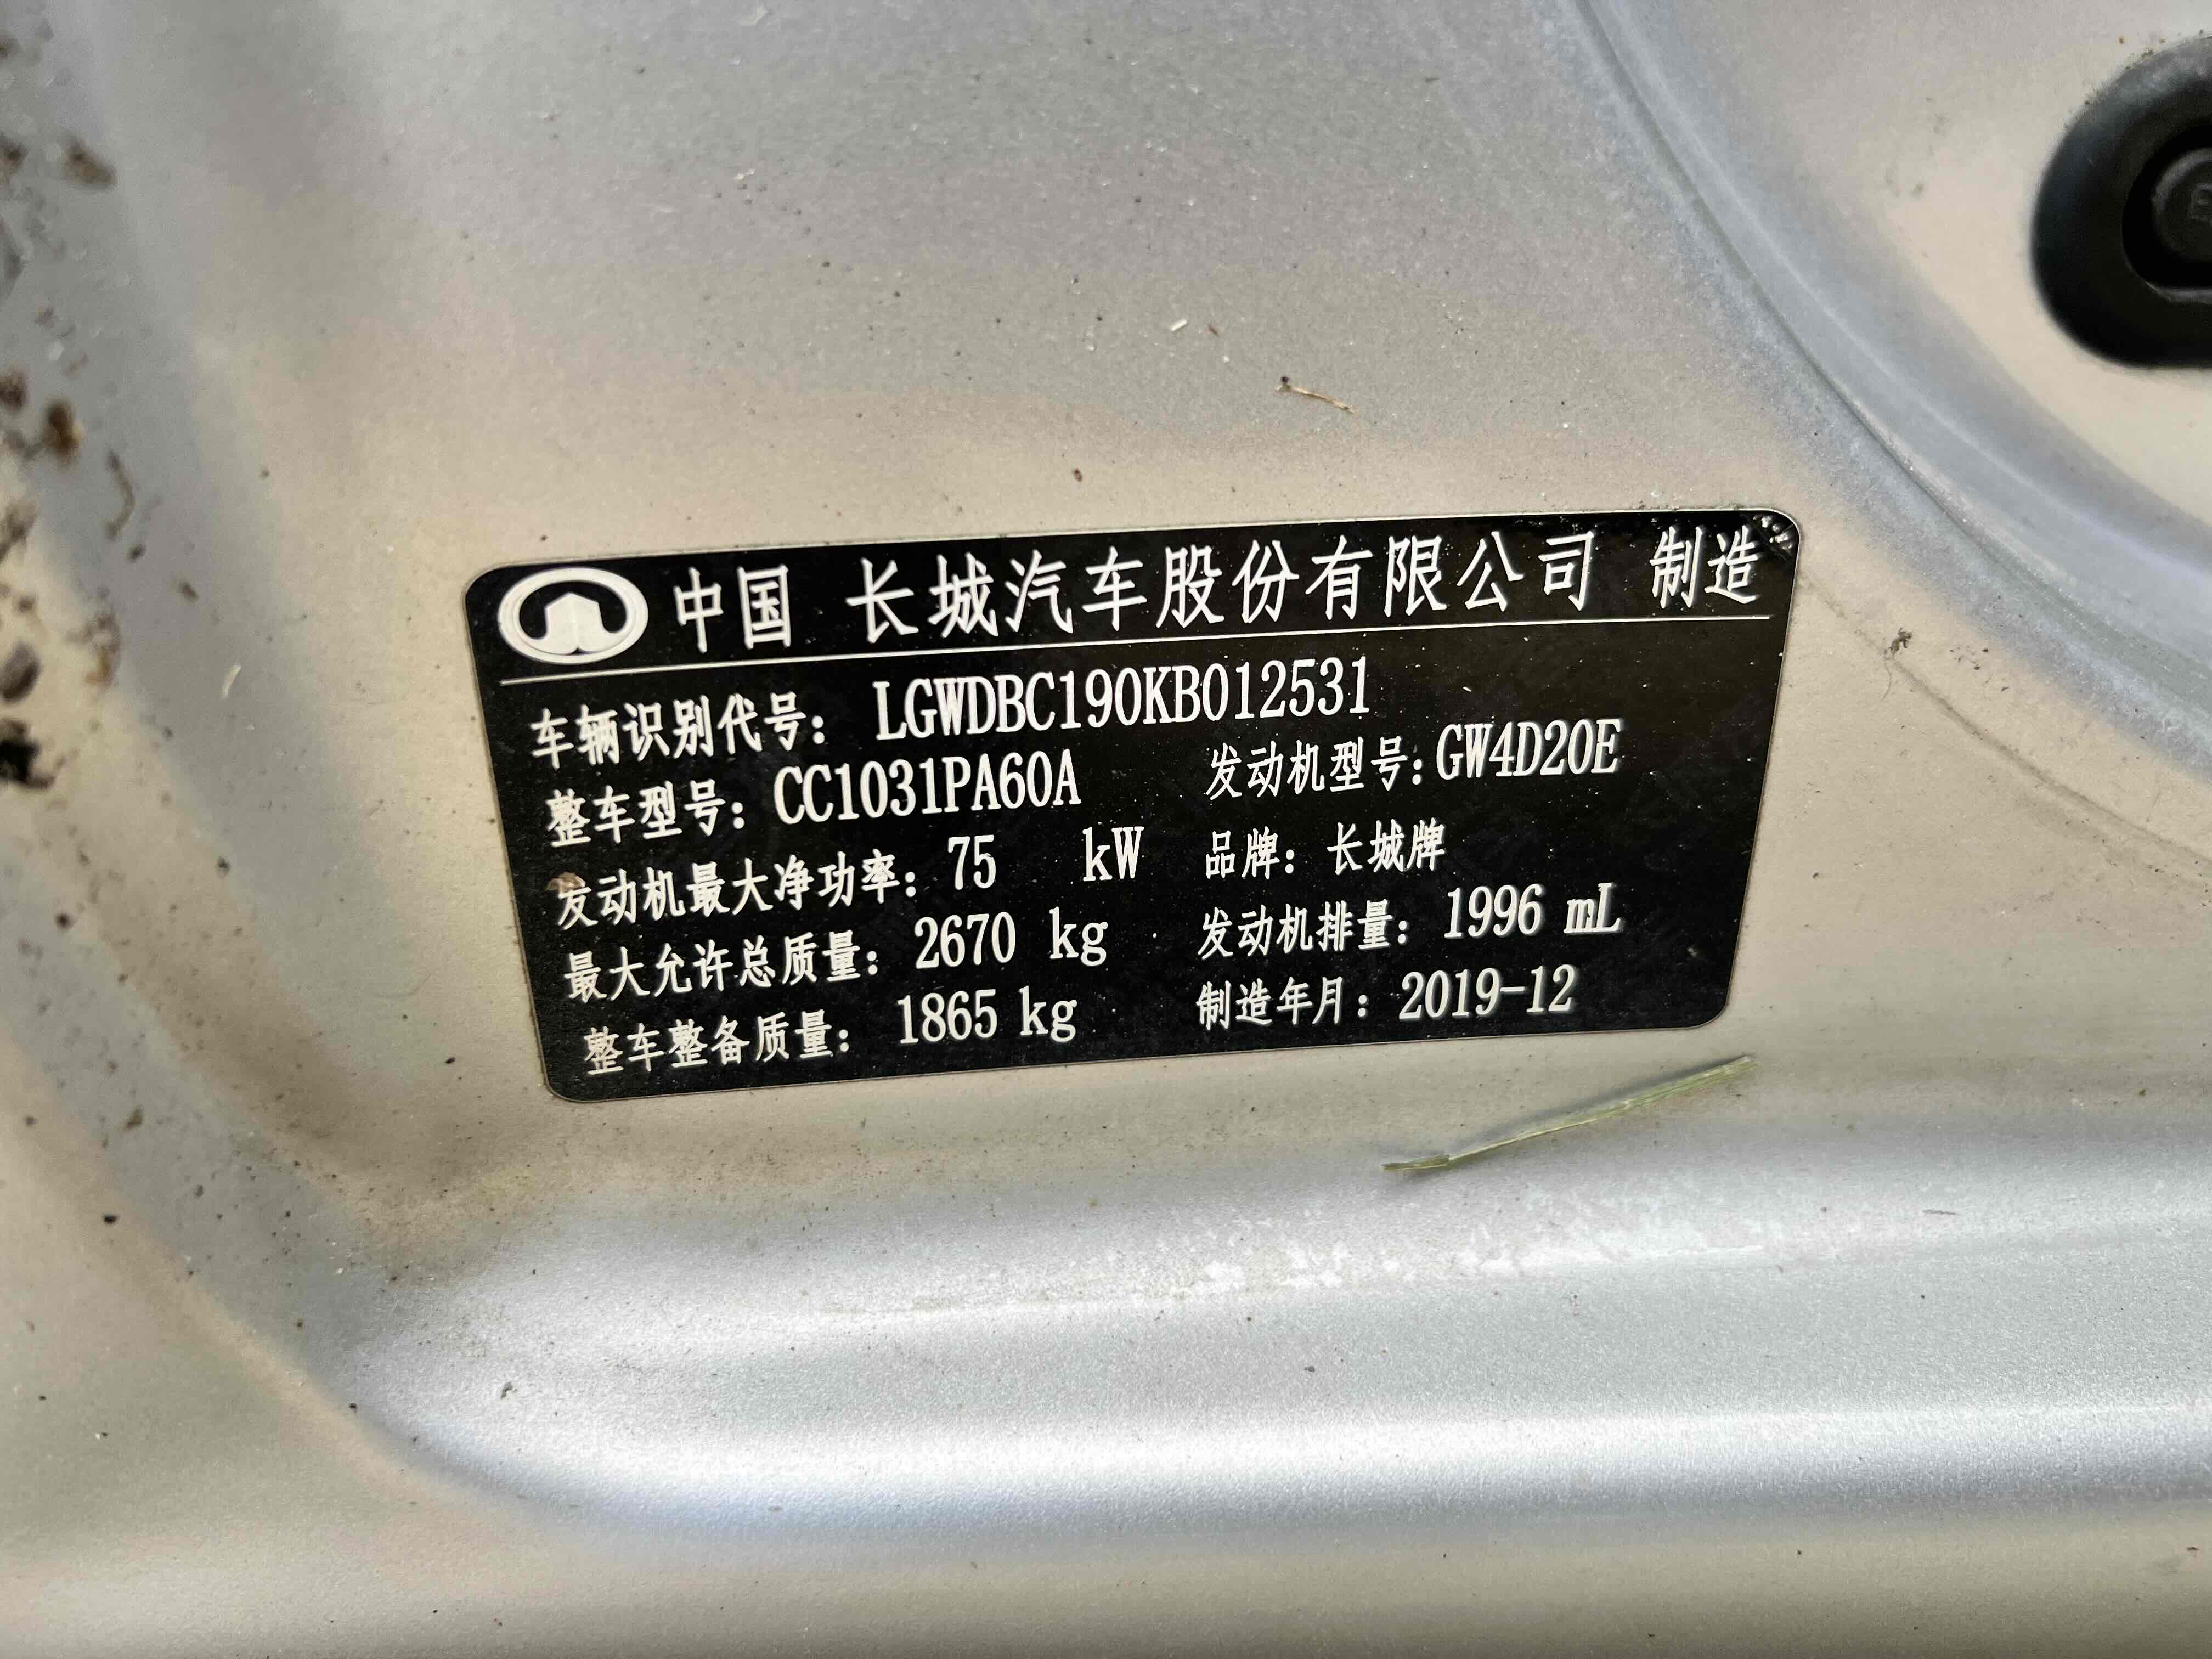 中国 长城汽车股份有限公司 制造
车辆识别代号：LGWDBC190KB012531
整车型号：CC1031PA60A 发动机型号：GW4D20E
发动机最大净功率：75 kW 品牌：长城牌
最大允许总质量：2670 kg 发动机排量：1996 mL
整车整备质量：1865 kg 制造年月：2019-12